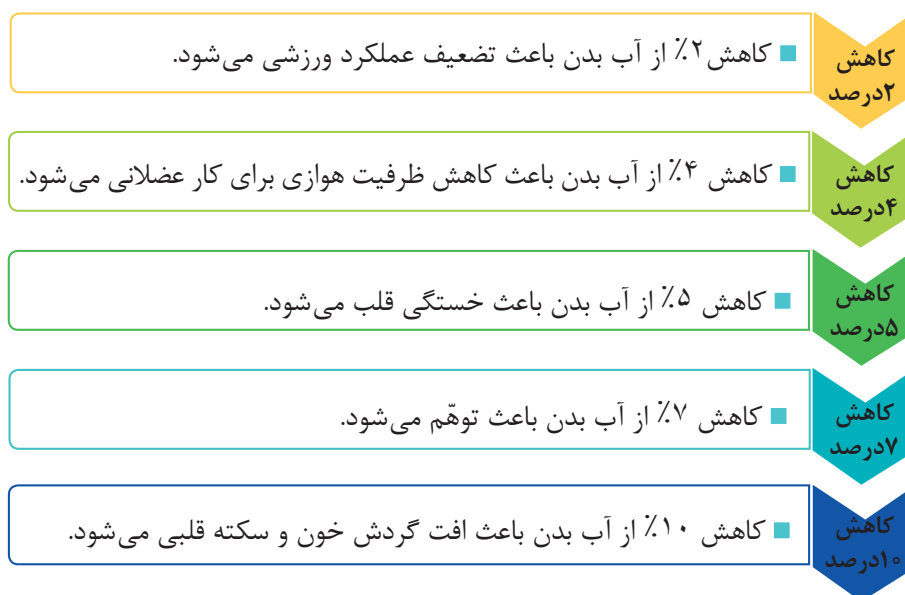 کاهش
۲درصد
کاهش ۲٪ از آب بدن باعث تضعیف عملکرد ورزشی می‌شود.
کاهش
۴درصد
کاهش ۴٪ از آب بدن باعث کاهش ظرفیت هوازی برای کار عضلانی می‌شود.
کاهش
۵درصد
کاهش ۵٪ از آب بدن باعث خستگی قلب می‌شود.
کاهش
۷درصد
کاهش ۷٪ از آب بدن باعث توهّم می‌شود.
کاهش
۱۰درصد
کاهش ۱۰٪ از آب بدن باعث افت گردش خون و سکته قلبی می‌شود.